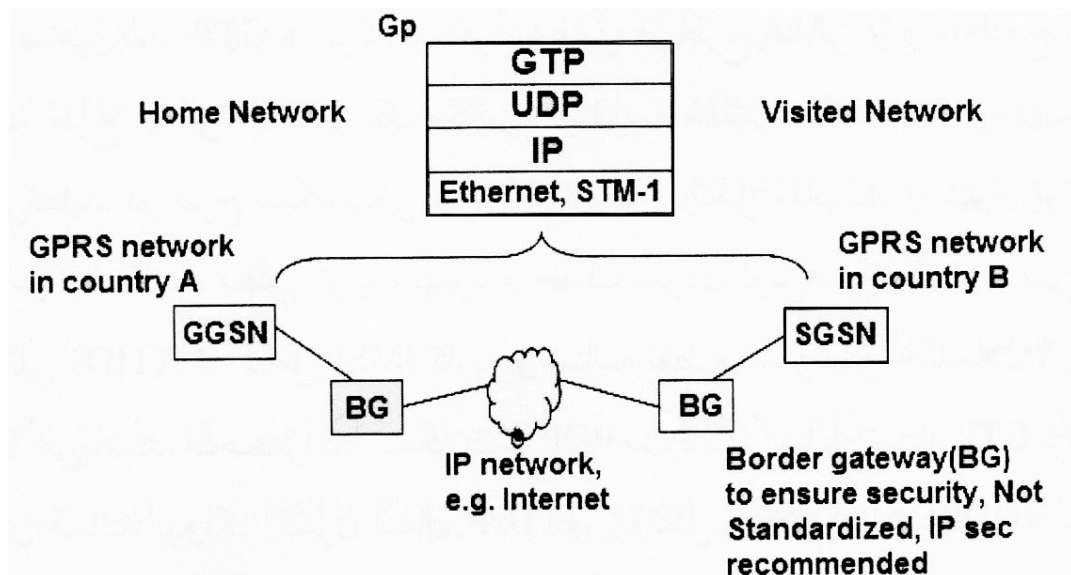 Gp
GTP
UDP
IP
Ethernet, STM-1
Home Network
Visited Network
GPRS network
in country A
GPRS network
in country B
GGSN
SGSN
BG
BG
IP network,
e.g. Internet
Border gateway(BG)
to ensure security, Not
Standardized, IP sec
recommended